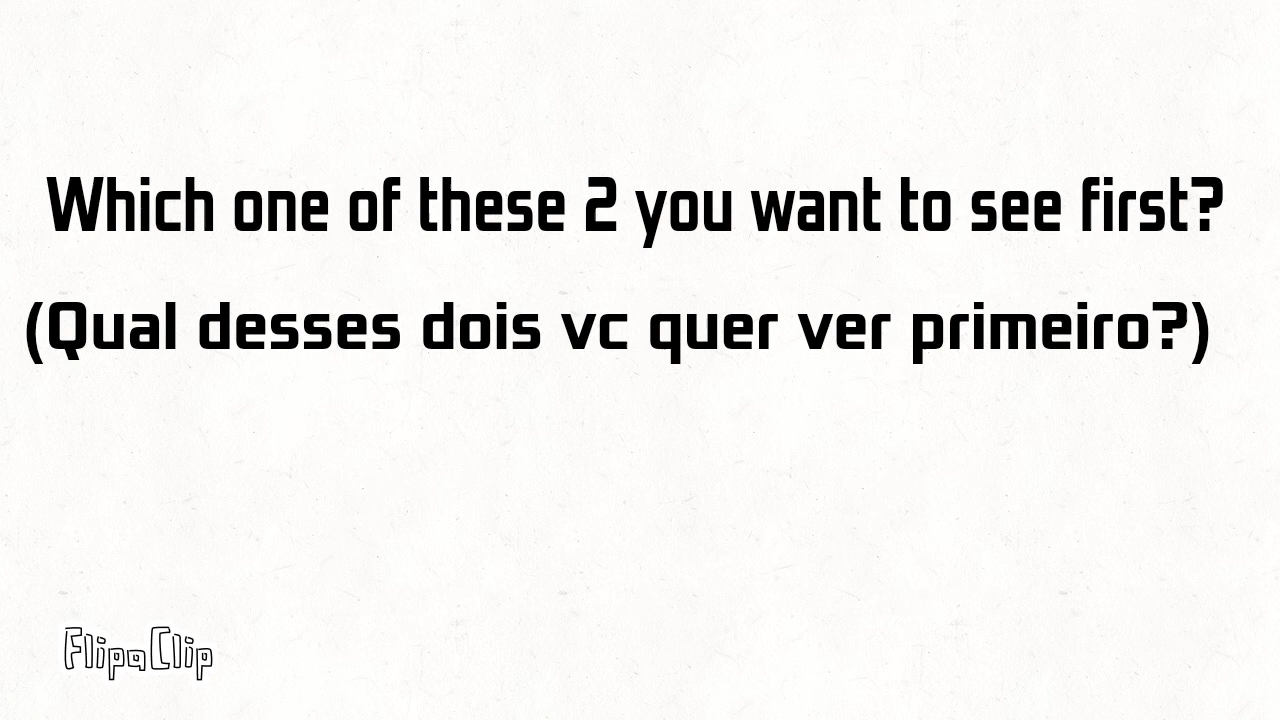 Which one of these 2 you want to see first?
(Qual desses dois vc quer ver primeiro?)
FlipaClip